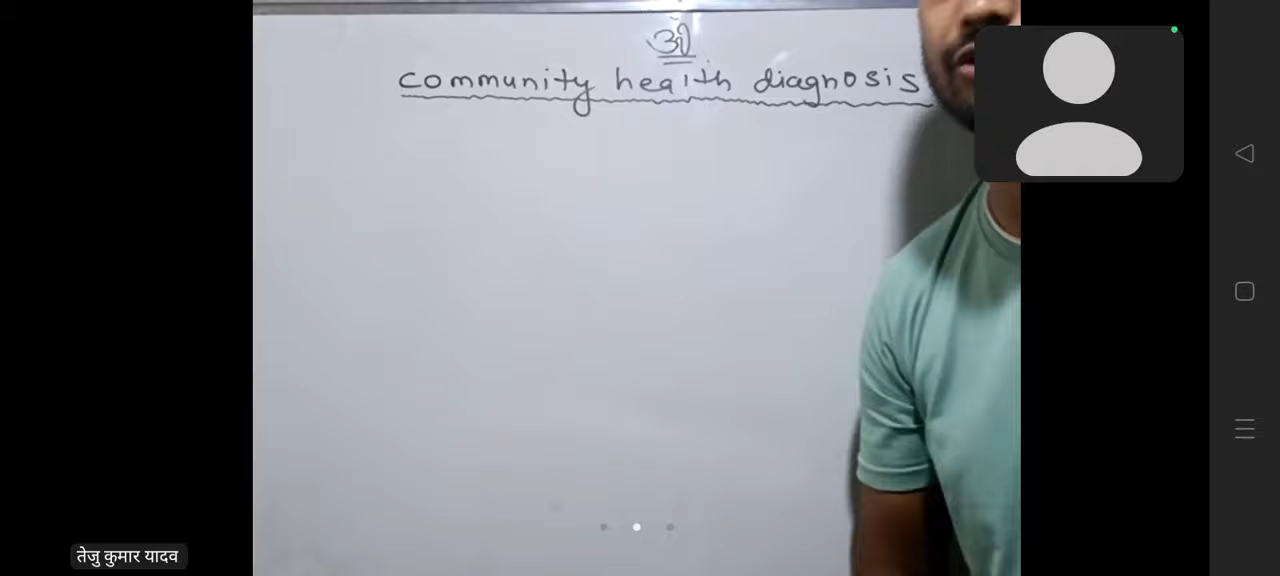 ओं
community health diagnosis
तेजु कुमार यादव